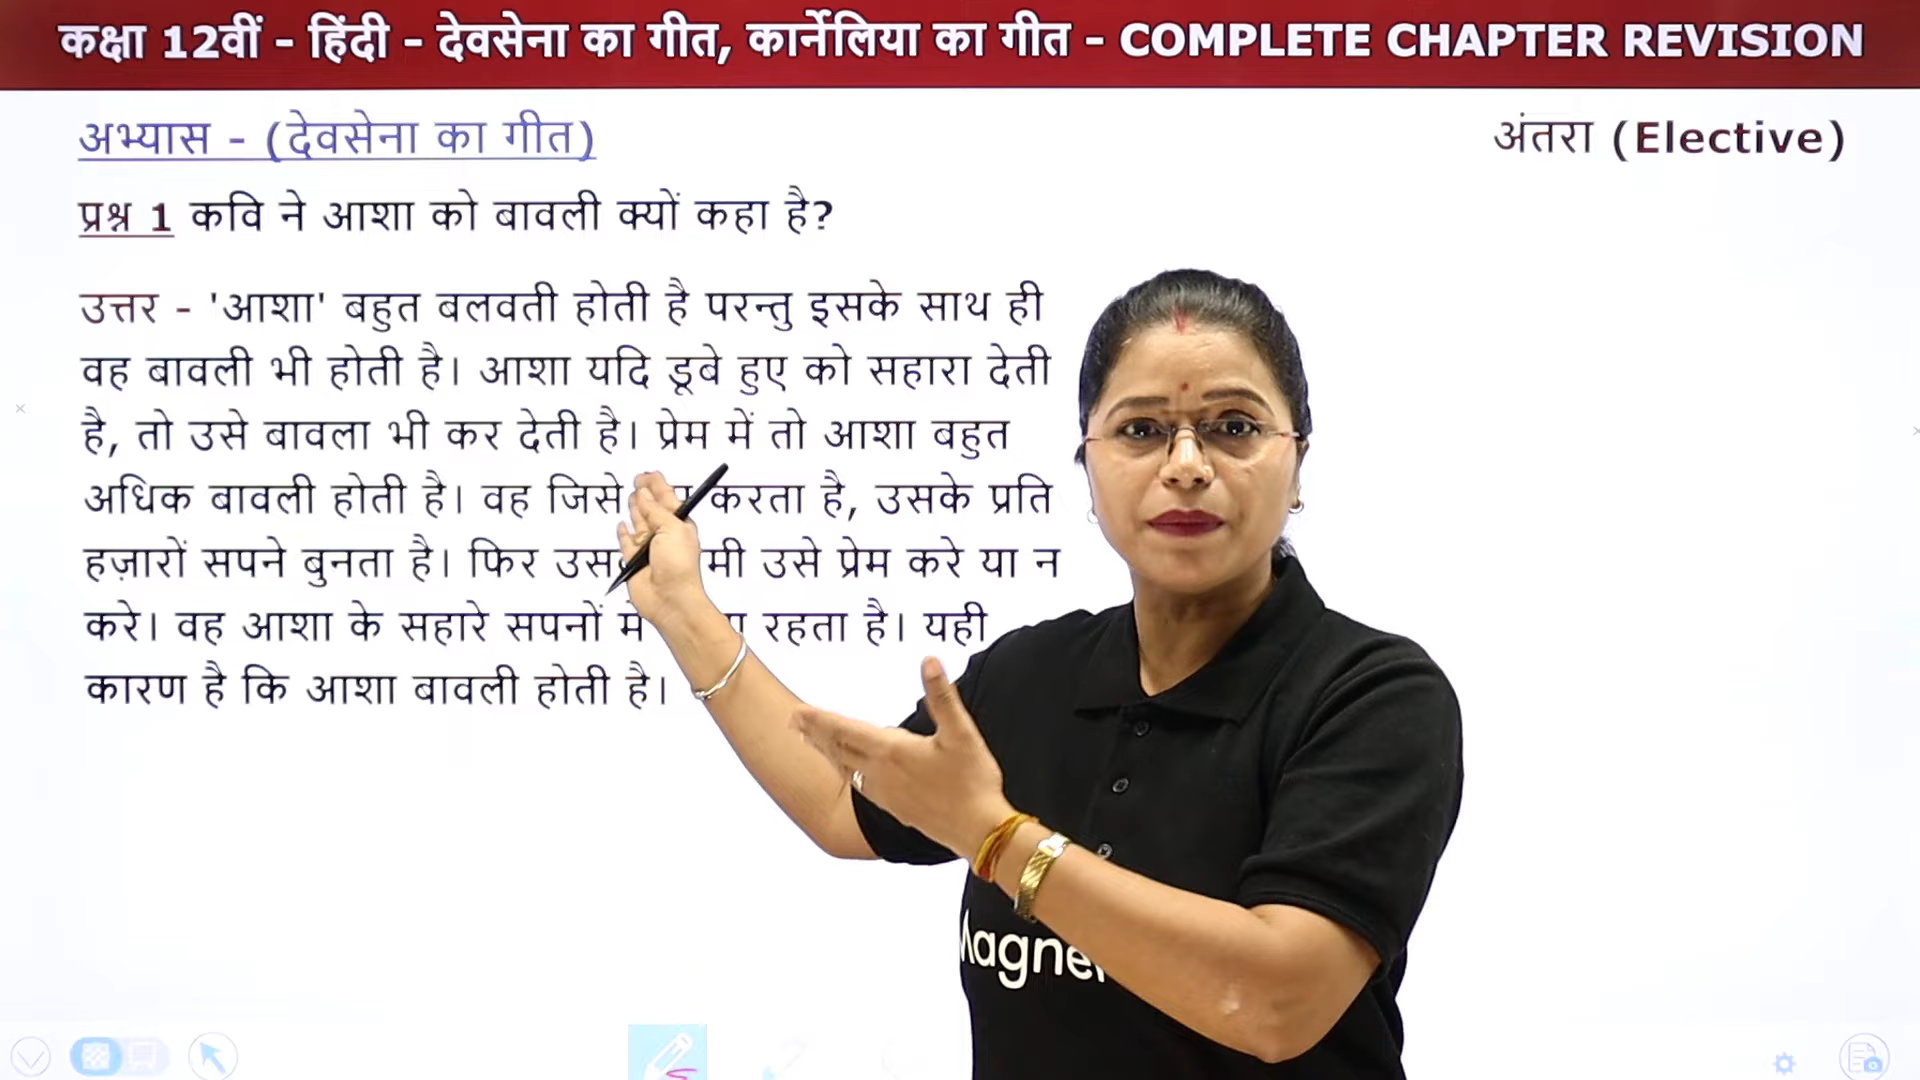 कक्षा 12वीं - हिंदी - देवसेना का गीत, कार्नेलिया का गीत - COMPLETE CHAPTER REVISION
अभ्यास - (देवसेना का गीत)
अंतरा (Elective)
प्रश्न 1 कवि ने आशा को बावली क्यों कहा है?
उत्तर - 'आशा' बहुत बलवती होती है परन्तु इसके साथ ही
वह बावली भी होती है। आशा यदि डूबे हुए को सहारा देती
है, तो उसे बावला भी कर देती है। प्रेम में तो आशा बहुत
अधिक बावली होती है। वह जिसे करता है, उसके प्रति
हज़ारों सपने बुनता है। फिर उसे प्रेम करे या न
करे। वह आशा के सहारे सपनों में रहता है। यही
कारण है कि आशा बावली होती है।
Magne